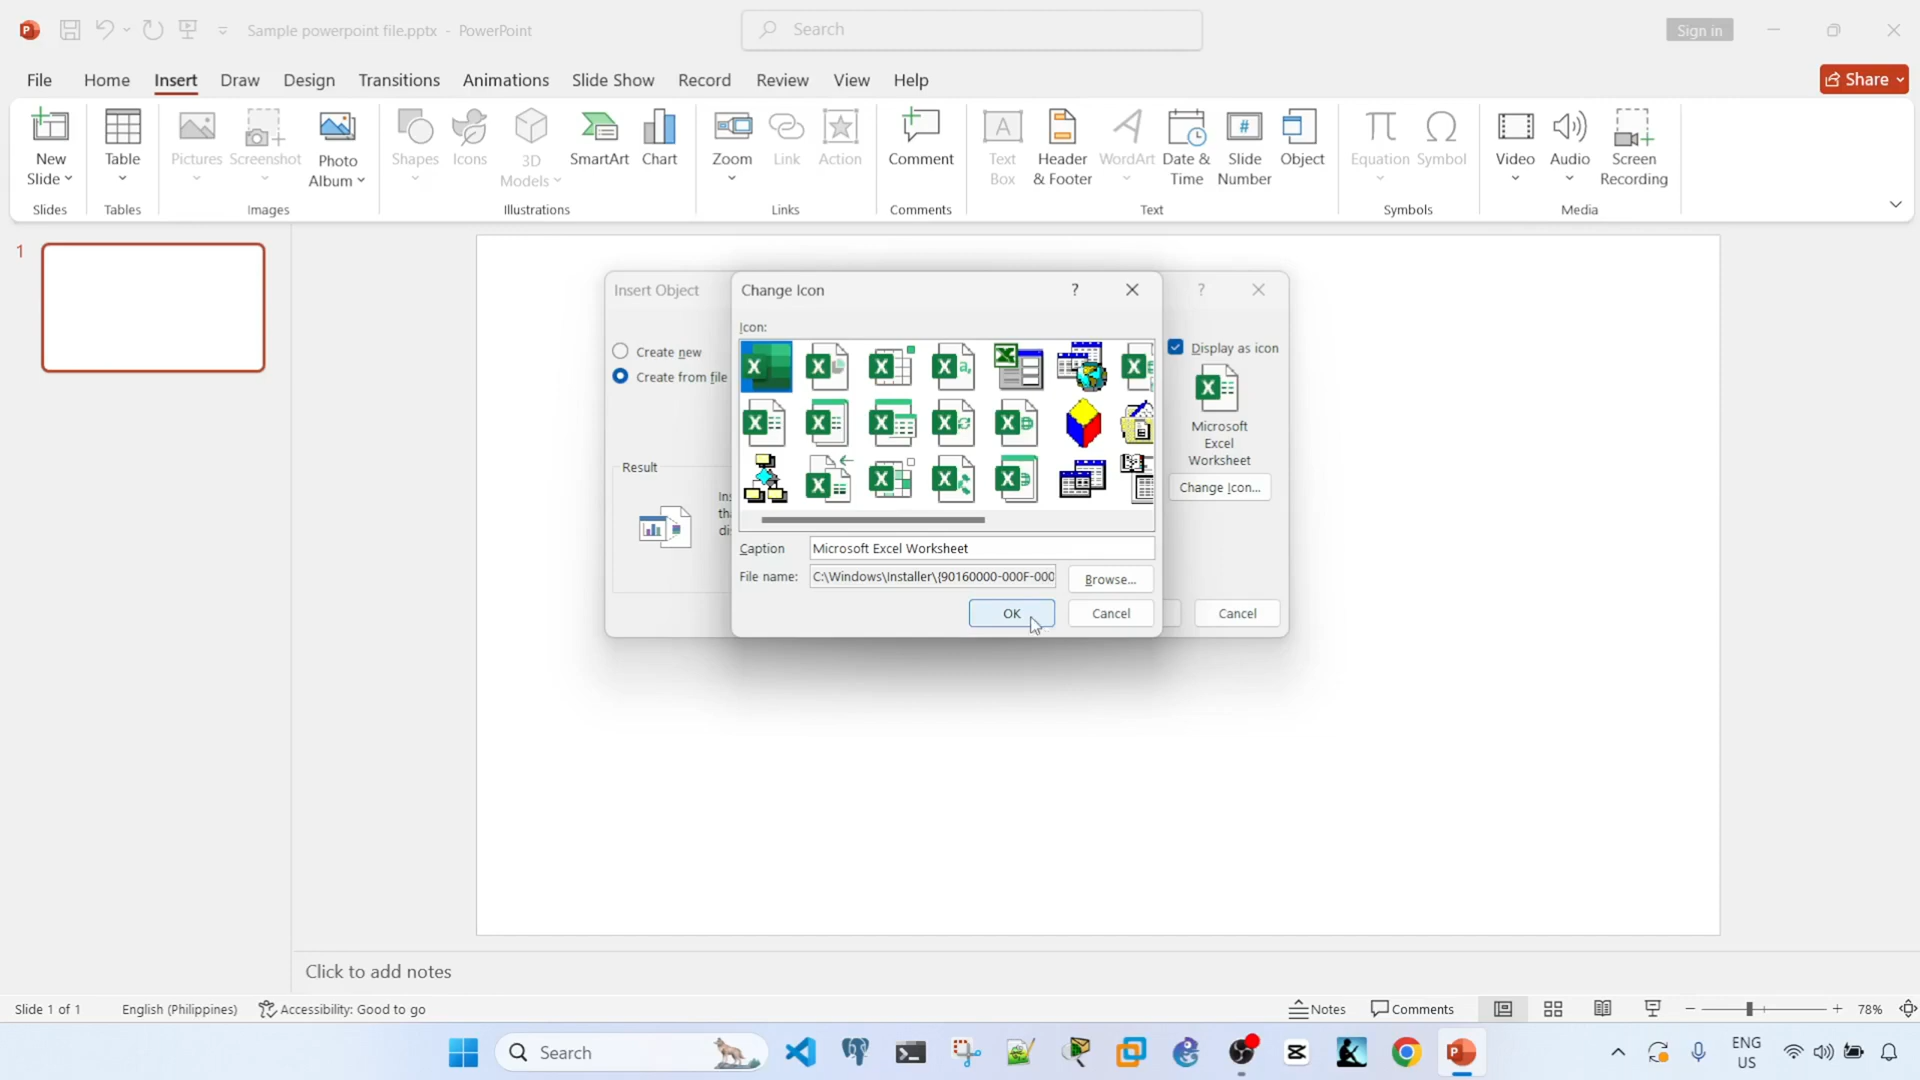 Sample powerpoint file.pptx - PowerPoint
Search
Sign in
File
Home
Insert
Draw
Design
Transitions
Animations
Slide Show
Record
Review
View
Help
Share
New
Slide
Slides
Table
Tables
Pictures
Screenshot
Photo
Album
Images
Shapes
Icons
3D
Models
SmartArt
Chart
Illustrations
Zoom
Link
Action
Links
Comment
Comments
Text
Box
Header
& Footer
WordArt
Date &
Time
Slide
Number
Object
Text
Equation
Symbol
Symbols
Video
Audio
Screen
Recording
Media
1
Insert Object
Create new
Create from file
Result
Change Icon
?
Icon:
Caption
Microsoft Excel Worksheet
File name:
C:\Windows\Installer\{90160000-000F-000
Browse...
OK
Cancel
?
Display as icon
Microsoft
Excel
Worksheet
Change Icon...
Cancel
Click to add notes
Slide 1 of 1
English (Philippines)
Accessibility: Good to go
Notes
Comments
78%
Search
ENG
US